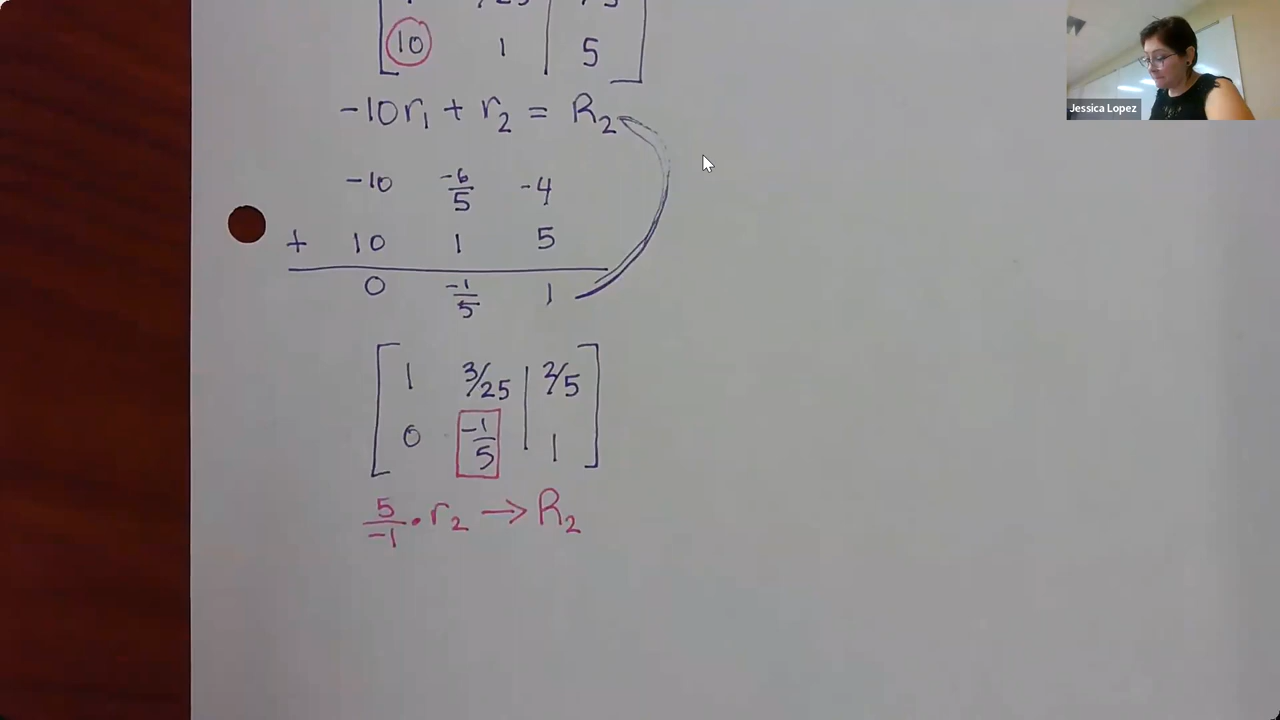 10 1 | 5
-10r₁ + r₂ = R₂
-10 -6/5 -4
+ 10 1 5
0 -1/5 1
1 3/25 | 2/5
0 -1/5 | 1
5/-1 · r₂ → R₂
Jessica Lopez